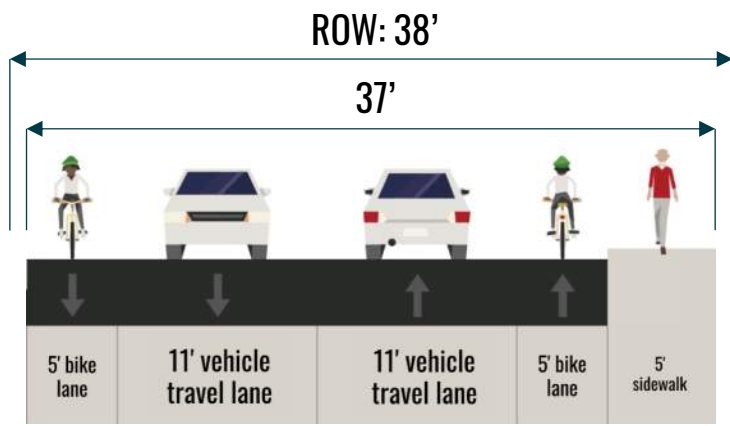 ROW: 38’
37’
5' bike
lane
11' vehicle
travel lane
11' vehicle
travel lane
5' bike
lane
5'
sidewalk